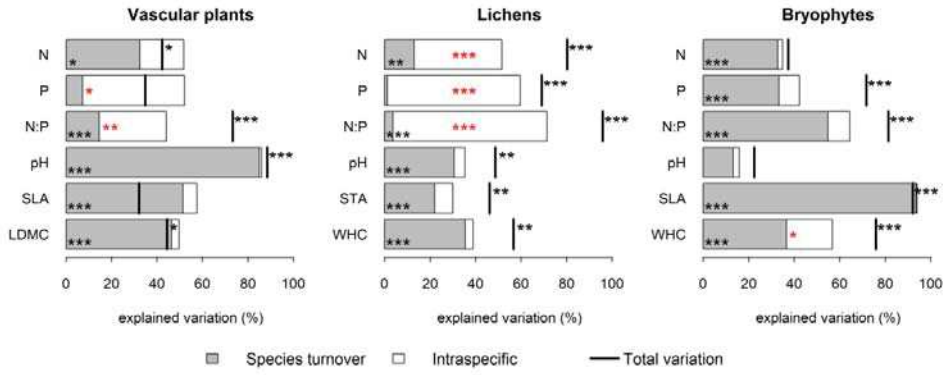 Vascular plants Lichens Bryophytes
N * * N ** *** *** N ***
P * P *** *** P *** ***
N:P *** ** *** N:P *** *** *** N:P *** ***
pH *** *** pH *** ** pH
SLA *** STA *** ** SLA *** ***
LDMC *** * WHC *** ** WHC *** * ***
0 20 40 60 80 100 0 20 40 60 80 100 0 20 40 60 80 100
explained variation (%) explained variation (%) explained variation (%)
Species turnover Intraspecific Total variation